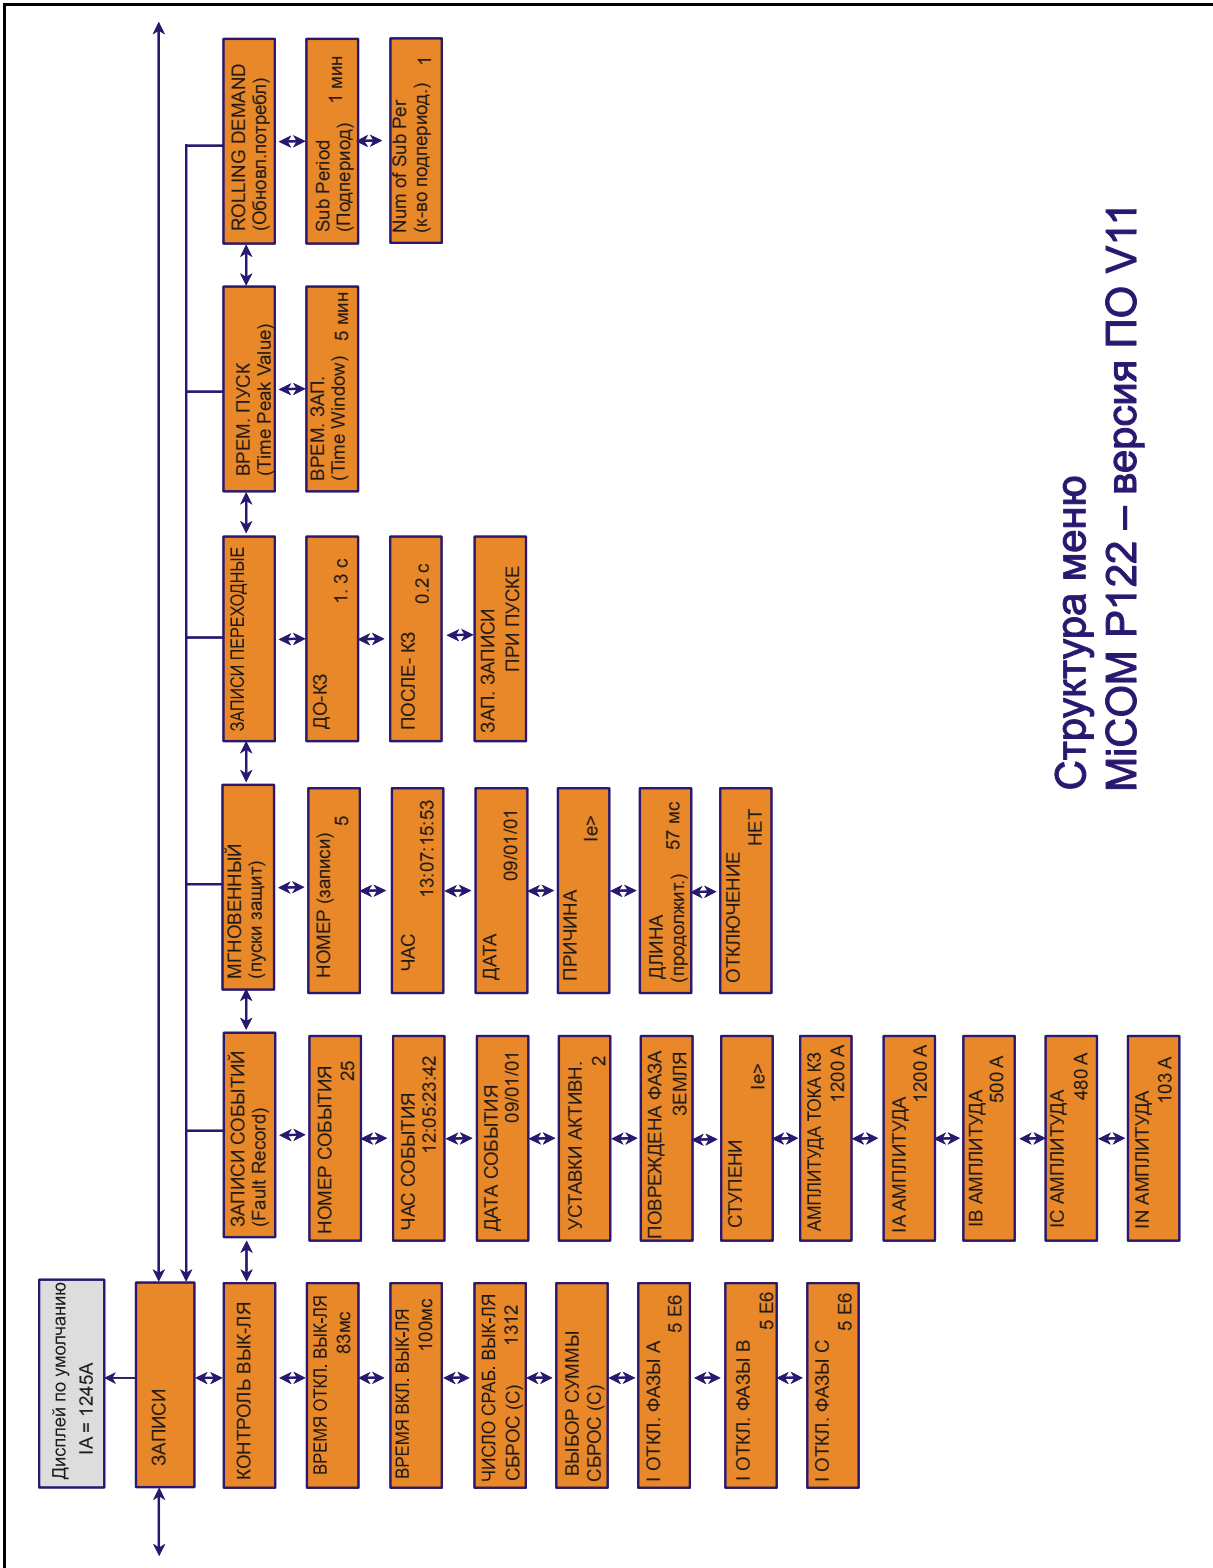 Дисплей по умолчанию
IA = 1245A
ЗАПИСИ
КОНТРОЛЬ ВЫК-ЛЯ
ВРЕМЯ ОТКЛ. ВЫК-ЛЯ
83мс
ВРЕМЯ ВКЛ. ВЫК-ЛЯ
100мс
ЧИСЛО СРАБ. ВЫК-ЛЯ
СБРОС (С) 1312
ВЫБОР СУММЫ
СБРОС (С)
I ОТКЛ. ФАЗЫ А
5 E6
I ОТКЛ. ФАЗЫ В
5 E6
I ОТКЛ. ФАЗЫ С
5 E6
ЗАПИСИ СОБЫТИЙ
(Fault Record)
НОМЕР СОБЫТИЯ
25
ЧАС СОБЫТИЯ
12:05:23:42
ДАТА СОБЫТИЯ
09/01/01
УСТАВКИ АКТИВН.
2
ПОВРЕЖДЕНА ФАЗА
ЗЕМЛЯ
СТУПЕНИ
Ie>
АМПЛИТУДА ТОКА КЗ
1200 А
IA АМПЛИТУДА
1200 А
IB АМПЛИТУДА
500 А
IC АМПЛИТУДА
480 А
IN АМПЛИТУДА
103 А
МГНОВЕННЫЙ
(пуски защит)
НОМЕР (записи)
5
ЧАС
13:07:15:53
ДАТА
09/01/01
ПРИЧИНА
Ie>
ДЛИНА
(продолжит.) 57 мс
ОТКЛЮЧЕНИЕ
НЕТ
ЗАПИСИ ПЕРЕХОДНЫЕ
ДО-КЗ
1. 3 с
ПОСЛЕ- КЗ
0.2 с
ЗАП. ЗАПИСИ
ПРИ ПУСКЕ
ВРЕМ. ПУСК
(Time Peak Value)
ВРЕМ. ЗАП.
(Time Window) 5 мин
ROLLING DEMAND
(Обновл.потребл)
Sub Period
(Подпериод) 1 мин
Num of Sub Per
(к-во подпериод.) 1
Структура меню
MiCOM P122 – версия ПО V11